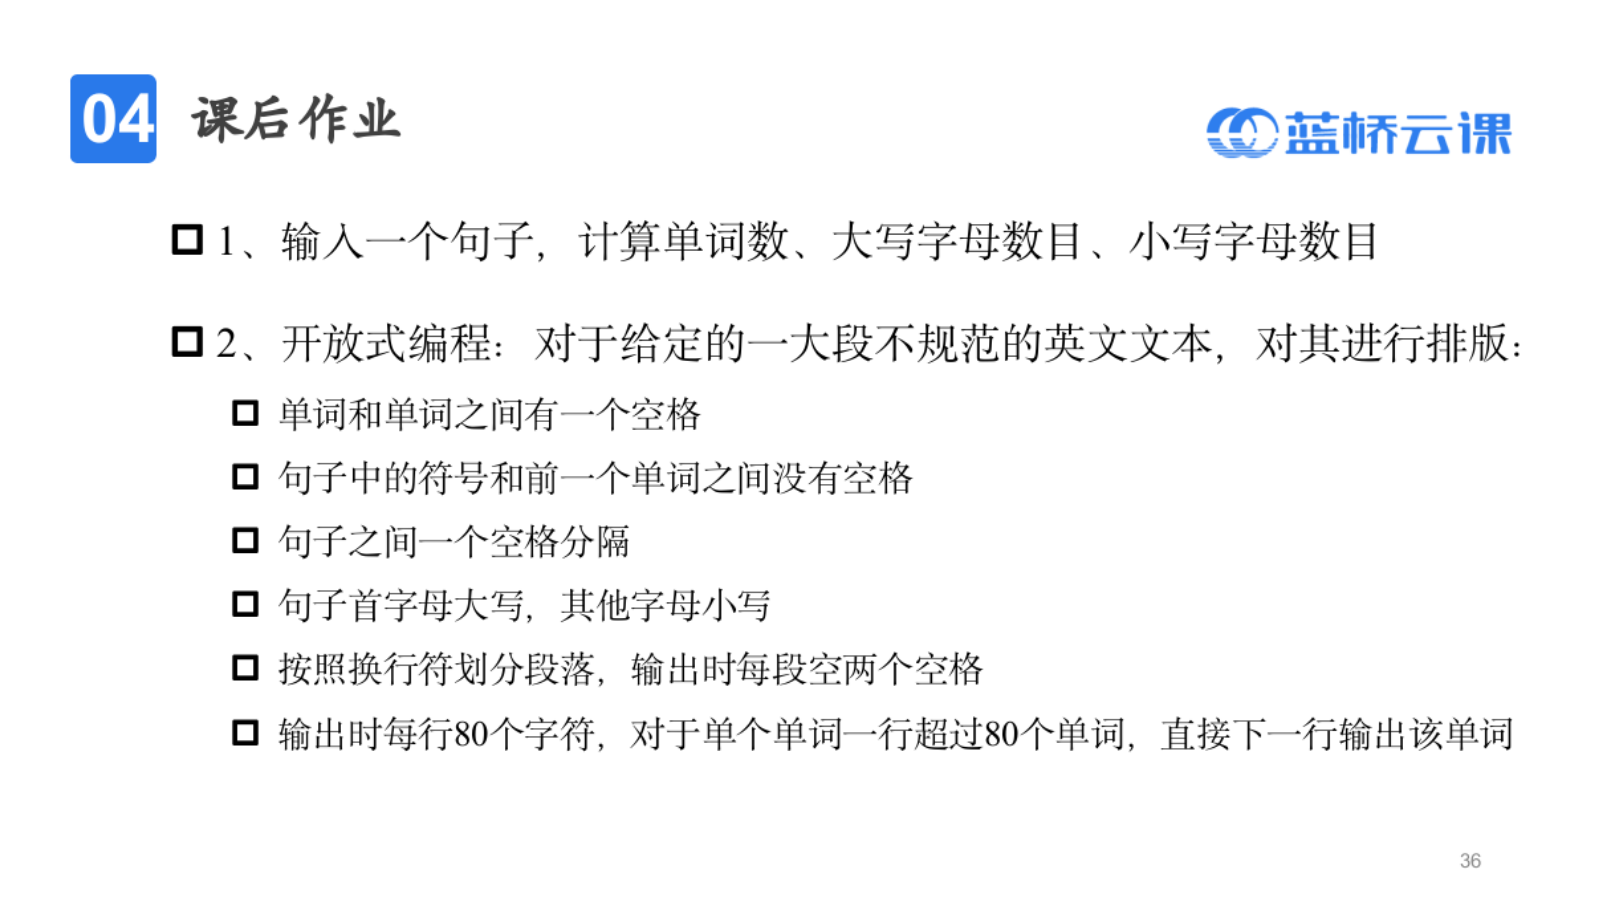 04 课后作业
蓝桥云课
1、输入一个句子，计算单词数、大写字母数目、小写字母数目
2、开放式编程：对于给定的一大段不规范的英文文本，对其进行排版：
单词和单词之间有一个空格
句子中的符号和前一个单词之间没有空格
句子之间一个空格分隔
句子首字母大写，其他字母小写
按照换行符划分段落，输出时每段空两个空格
输出时每行80个字符，对于单个单词一行超过80个单词，直接下一行输出该单词
36